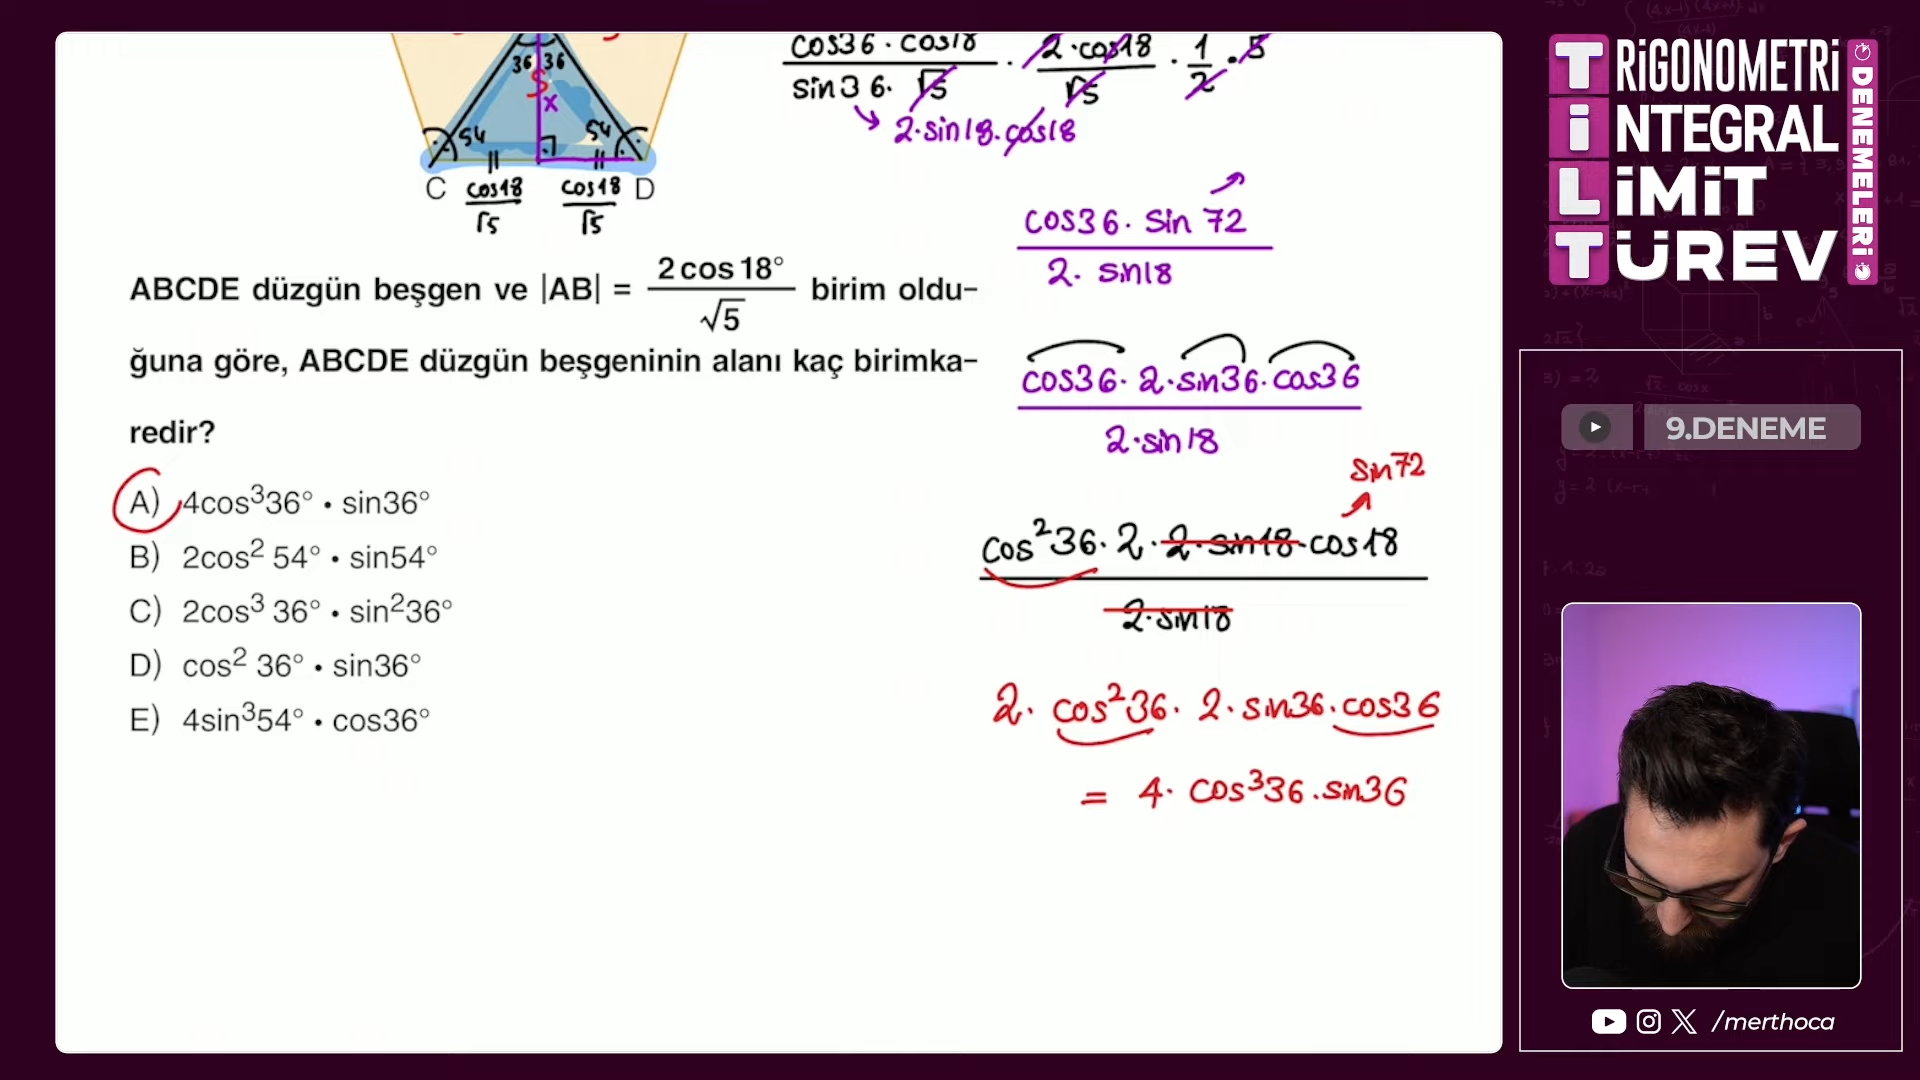 36 36
S
x
54 54
C cos18 cos18 D
√5 √5
ABCDE düzgün beşgen ve |AB| = 2 cos 18° / √5 birim oldu-
ğuna göre, ABCDE düzgün beşgeninin alanı kaç birimka-
redir?
A) 4cos³36° • sin36°
B) 2cos² 54° • sin54°
C) 2cos³ 36° • sin²36°
D) cos² 36° • sin36°
E) 4sin³54° • cos36°
cos36 . cos18 / sin36 . √5 . 2 . cos18 / √5 . 1 / 2 . 5
→ 2.sin18.cos18
cos36 . sin 72
2 . sin18
cos36 . 2 . sin36 . cos36
2 . sin18
sin72
cos²36 . 2 . 2 . sin18 . cos18
2 . sin18
2 . cos²36 . 2 . sin36 . cos36
= 4 . cos³36 . sin36
TRiGONOMETRi
iNTEGRAL
LiMiT
TÜREV
DENEMELERİ
9.DENEME
/merthoca